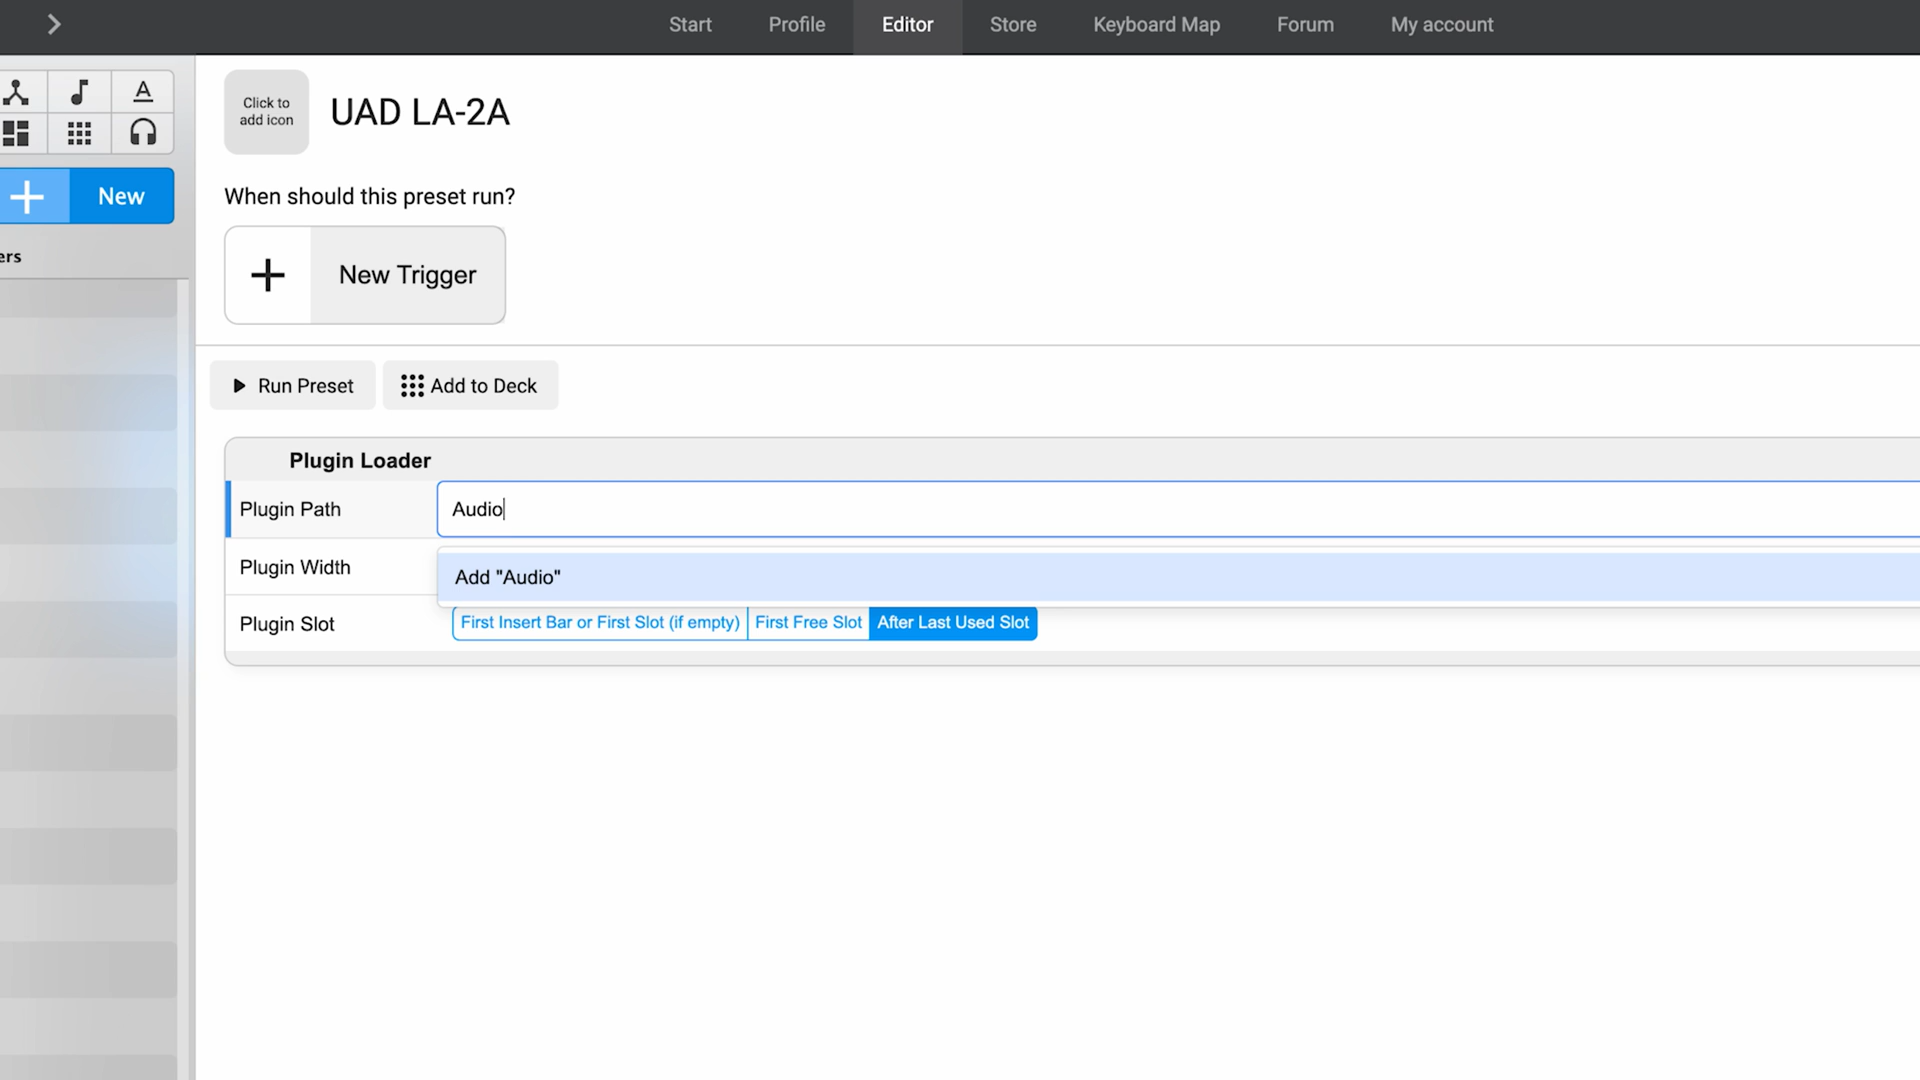 Start Profile Editor Store Keyboard Map Forum My account
A
Click to
add icon
UAD LA-2A
New
When should this preset run?
ers
New Trigger
Run Preset Add to Deck
Plugin Loader
Plugin Path Audio
Plugin Width
Add "Audio"
Plugin Slot First Insert Bar or First Slot (if empty) First Free Slot After Last Used Slot